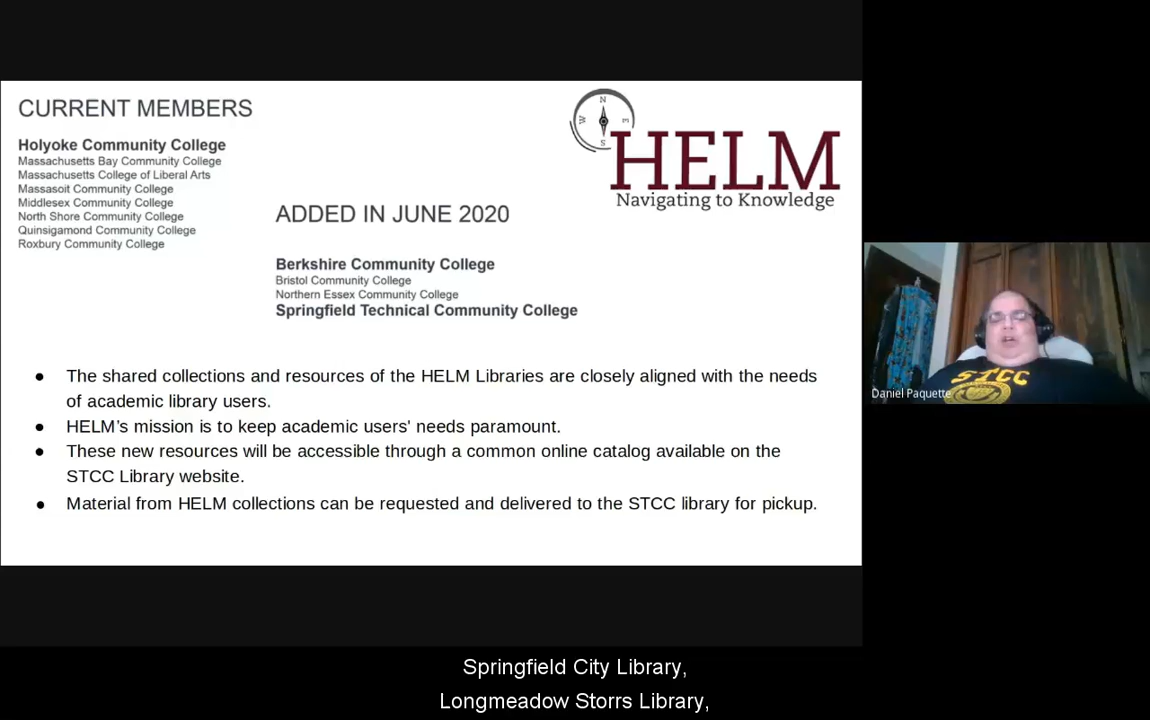 CURRENT MEMBERS
Holyoke Community College
Massachusetts Bay Community College
Massachusetts College of Liberal Arts
Massasoit Community College
Middlesex Community College
North Shore Community College
Quinsigamond Community College
Roxbury Community College
N
W
E
S
HELM
Navigating to Knowledge
ADDED IN JUNE 2020
Berkshire Community College
Bristol Community College
Northern Essex Community College
Springfield Technical Community College
● The shared collections and resources of the HELM Libraries are closely aligned with the needs
of academic library users.
● HELM's mission is to keep academic users' needs paramount.
● These new resources will be accessible through a common online catalog available on the
STCC Library website.
● Material from HELM collections can be requested and delivered to the STCC library for pickup.
STCC
Daniel Paquette
Springfield City Library,
Longmeadow Storrs Library,